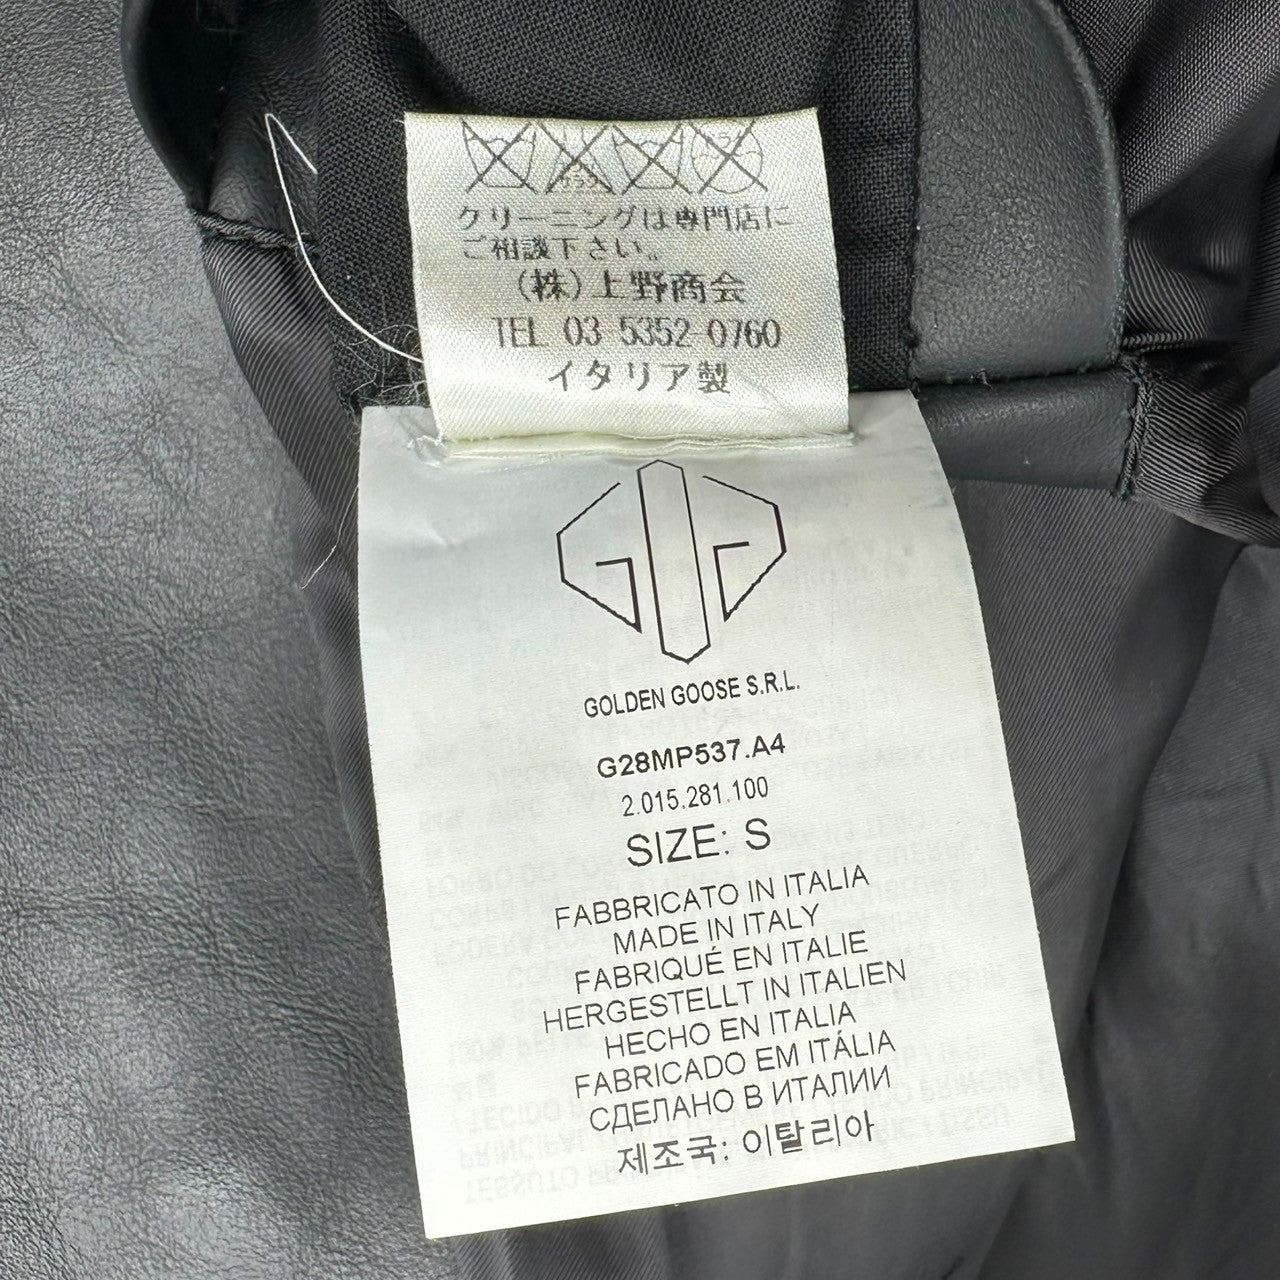 クリーニングは専門店に
ご相談下さい。
(株)上野商会
TEL 03-5352-0760
イタリア製
GOLDEN GOOSE S.R.L.
G28MP537.A4
2.015.281.100
SIZE: S
FABBRICATO IN ITALIA
MADE IN ITALY
FABRIQUÉ EN ITALIE
HERGESTELLT IN ITALIEN
HECHO EN ITALIA
FABRICADO EM ITÁLIA
СДЕЛАНО В ИТАЛИИ
제조국: 이탈리아